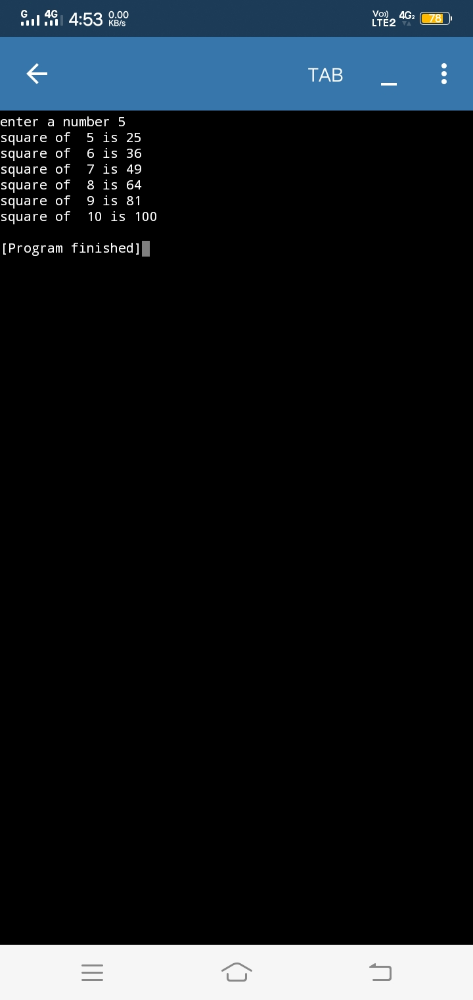 G 4G 4:53 0.00 KB/s Vo)) LTE2 4G2 78
TAB
enter a number 5
square of  5 is 25
square of  6 is 36
square of  7 is 49
square of  8 is 64
square of  9 is 81
square of  10 is 100
[Program finished]